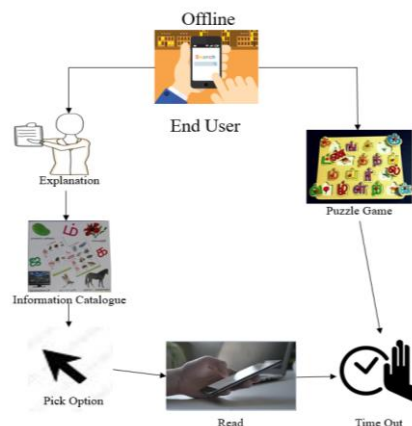 Offline
End User
Explanation
Puzzle Game
Information Catalogue
Pick Option
Read
Time Out